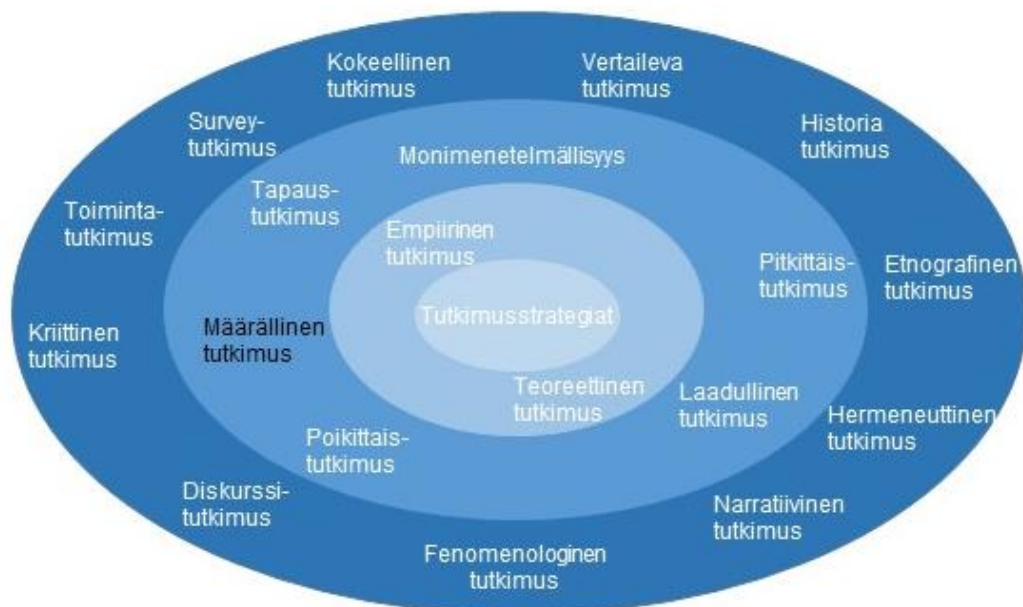 Kokeellinen
tutkimus
Vertaileva
tutkimus
Survey-
tutkimus
Historia
tutkimus
Monimenetelmällisyys
Tapaus-
tutkimus
Toiminta-
tutkimus
Empiirinen
tutkimus
Pitkittäis-
tutkimus
Etnografinen
tutkimus
Kriittinen
tutkimus
Määrällinen
tutkimus
Tutkimusstrategiat
Teoreettinen
tutkimus
Laadullinen
tutkimus
Hermeneuttinen
tutkimus
Poikittais-
tutkimus
Diskurssi-
tutkimus
Narratiivinen
tutkimus
Fenomenologinen
tutkimus